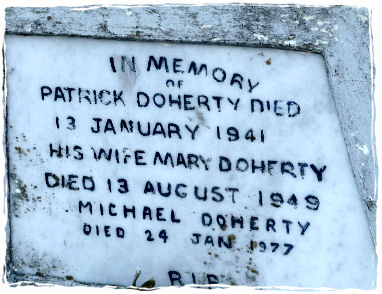 IN MEMORY
OF
PATRICK DOHERTY DIED
13 JANUARY 1941
HIS WIFE MARY DOHERTY
DIED 13 AUGUST 1949
MICHAEL DOHERTY
DIED 24 JAN 1977
R.I.P.